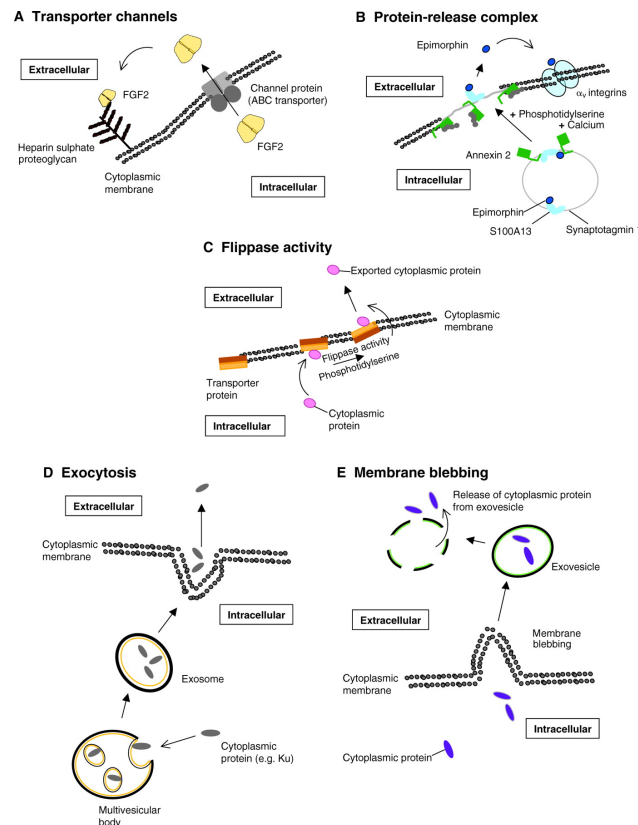 A Transporter channels
Extracellular
FGF2
Heparin sulphate
proteoglycan
Cytoplasmic
membrane
Channel protein
(ABC transporter)
FGF2
Intracellular
B Protein-release complex
Epimorphin
Extracellular
αv integrins
+ Phosphotidylserine
+ Calcium
Annexin 2
Intracellular
Epimorphin
S100A13
Synaptotagmin
C Flippase activity
Exported cytoplasmic protein
Extracellular
Cytoplasmic
membrane
Flippase activity
Phosphotidylserine
Transporter
protein
Intracellular
Cytoplasmic
protein
D Exocytosis
Extracellular
Cytoplasmic
membrane
Intracellular
Exosome
Cytoplasmic
protein (e.g. Ku)
Multivesicular
body
E Membrane blebbing
Release of cytoplasmic protein
from exovesicle
Exovesicle
Extracellular
Membrane
blebbing
Cytoplasmic
membrane
Intracellular
Cytoplasmic protein